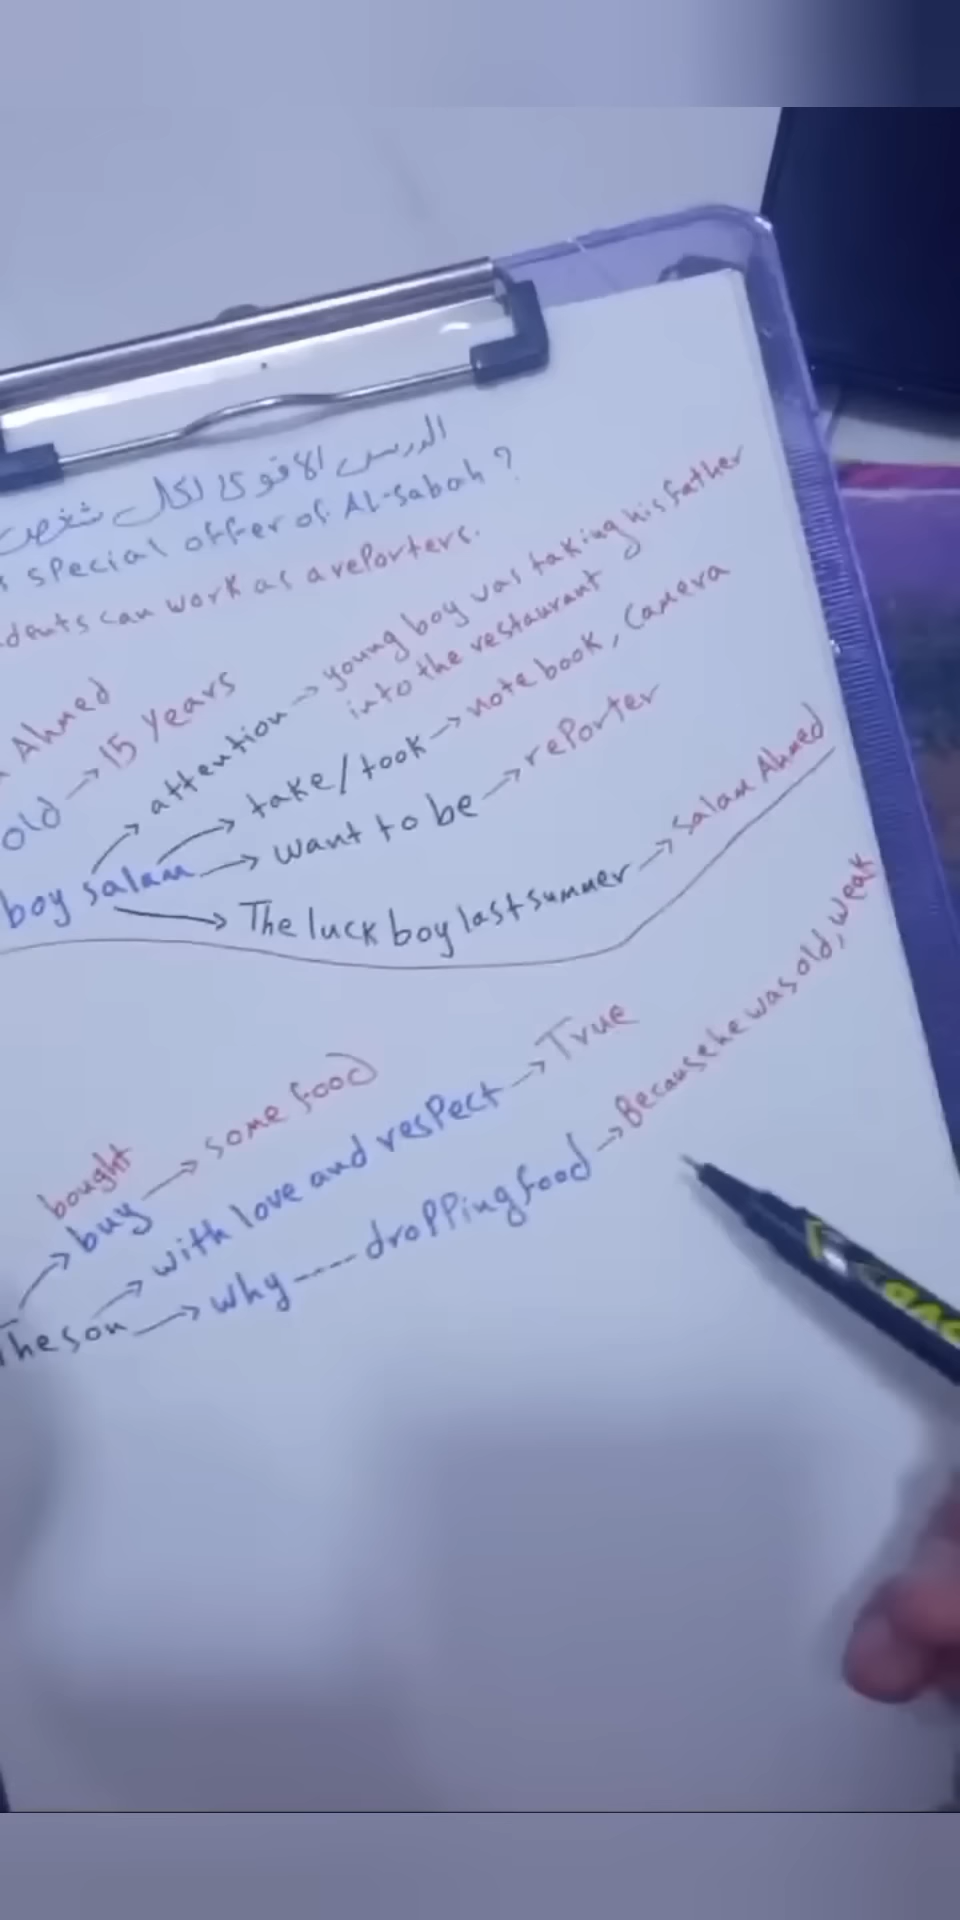 الدرس الاقوى لكل شخص
special offer of Al-Sabah?
dents can work as a reporters.
Ahmed
old → 15 years
attention → young boy was taking his father
into the restaurant
take/took → note book, Camera
boy salam → want to be → reporter
The luck boy last summer → Salam Ahmed
bought
buy → some food
with love and respect → True
The son → why ---- dropping food → Because he was old, weak